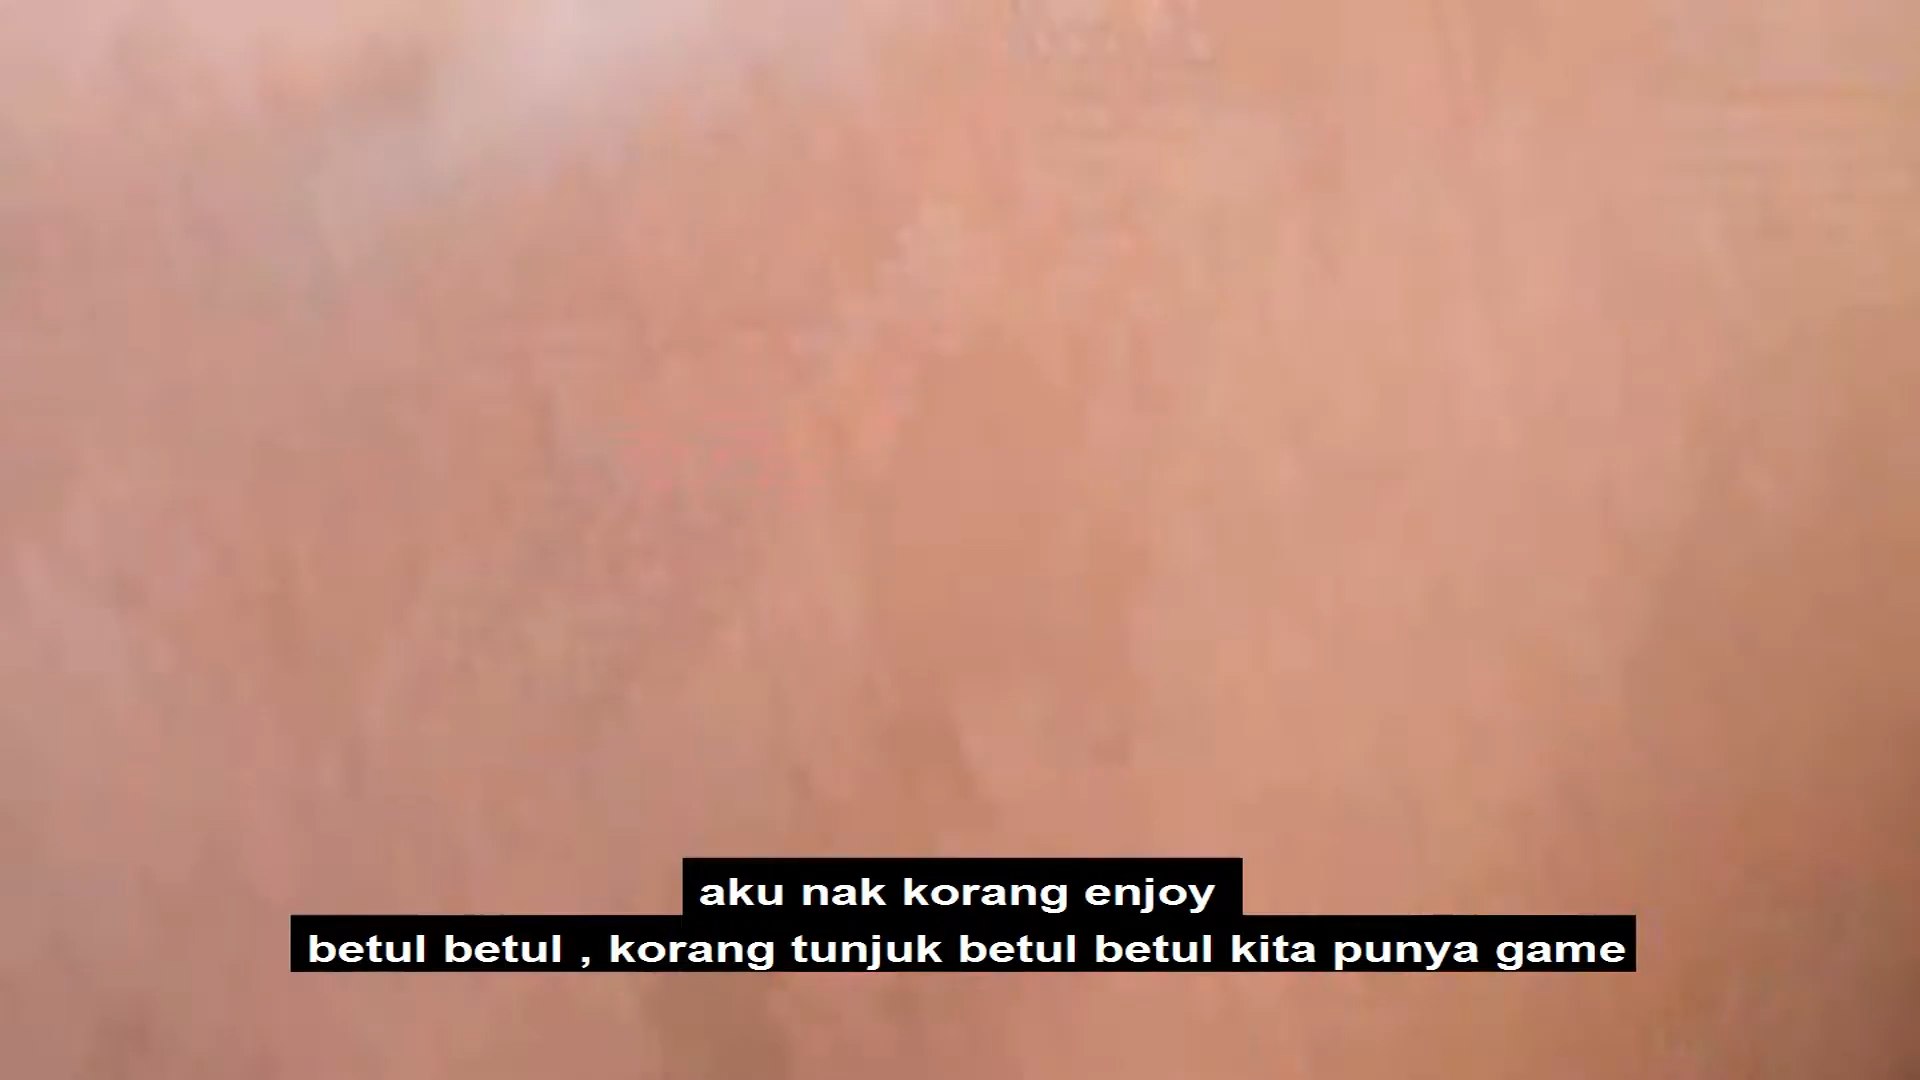 aku nak korang enjoy
betul betul , korang tunjuk betul betul kita punya game